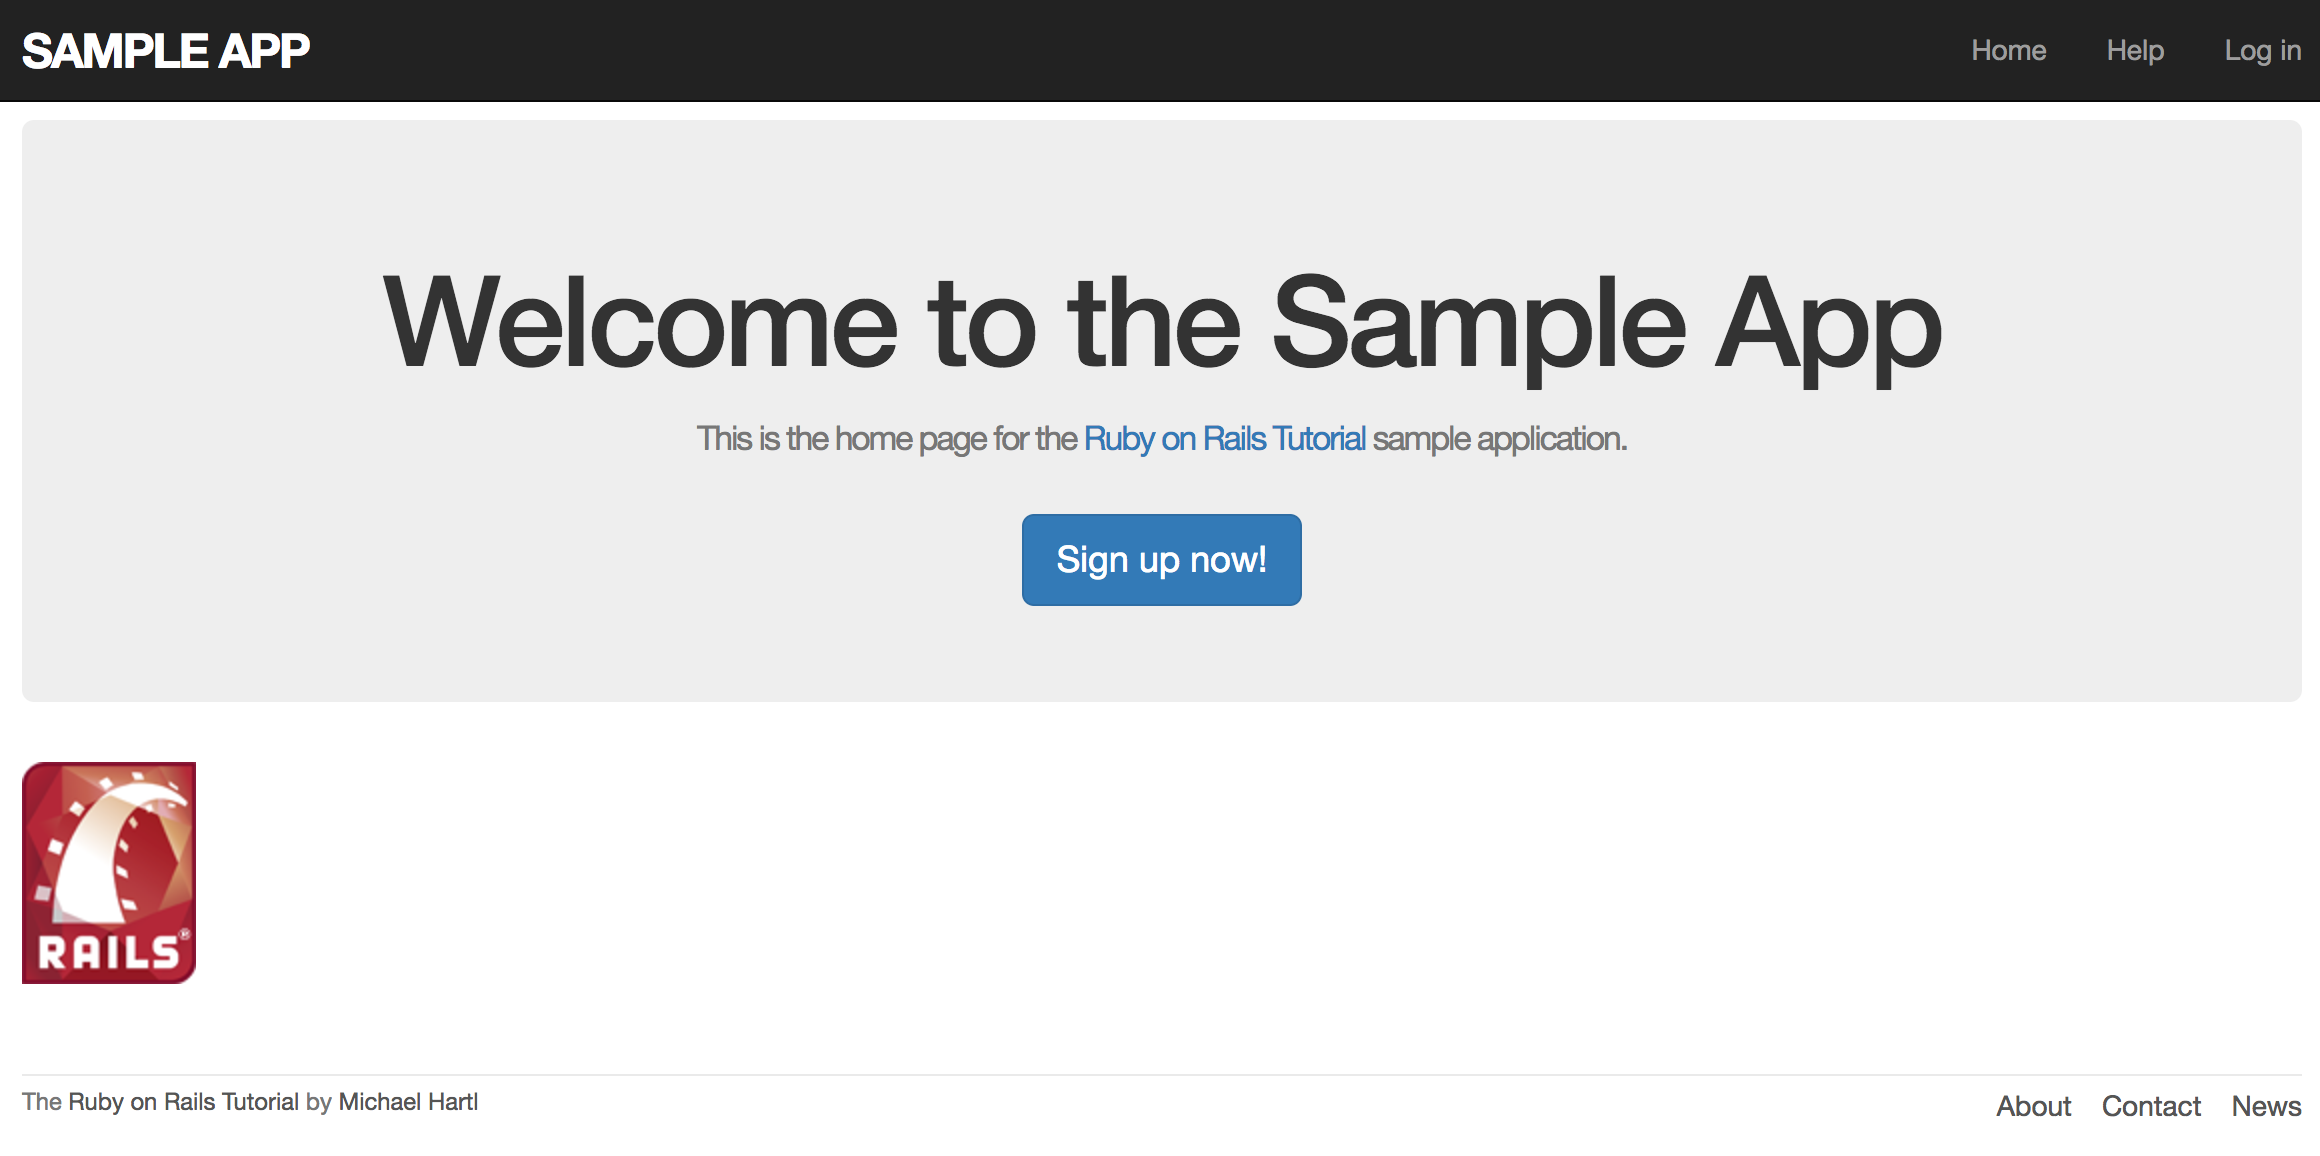 SAMPLE APP Home Help Log in
Welcome to the Sample App
This is the home page for the Ruby on Rails Tutorial sample application.
Sign up now!
RAILS®
The Ruby on Rails Tutorial by Michael Hartl About Contact News